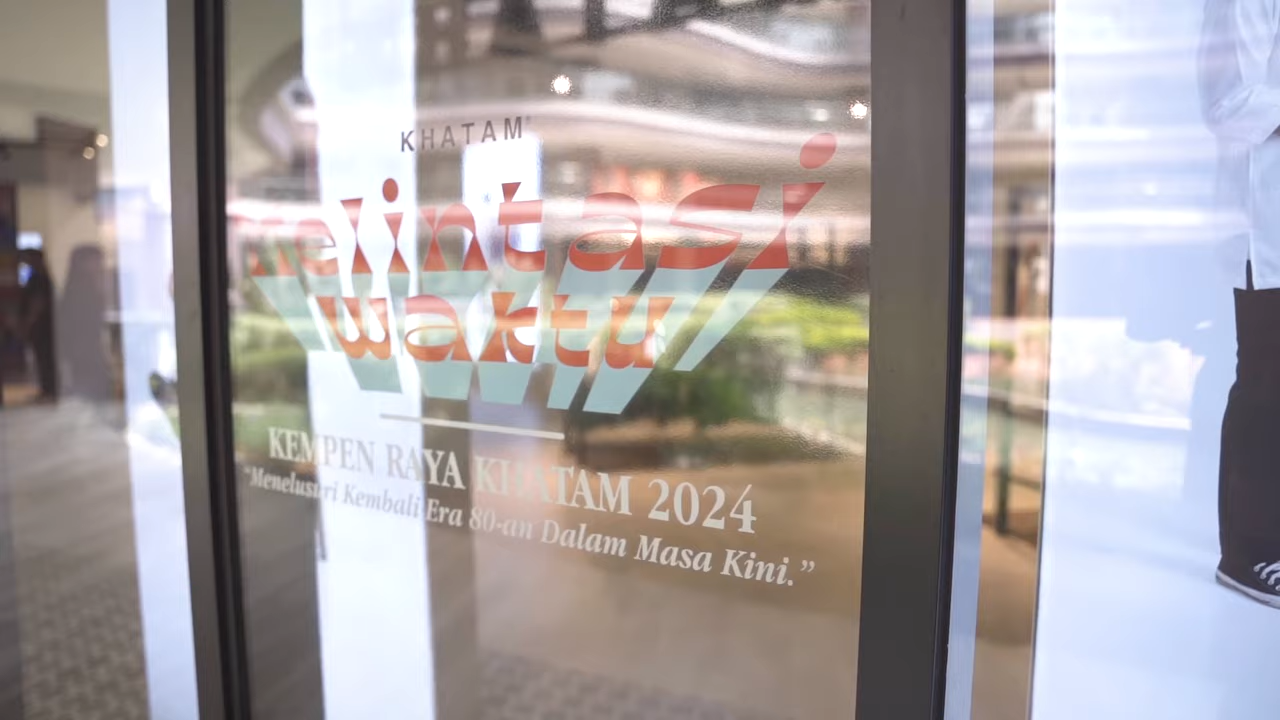 KHATAM
melintasi
waktu
KEMPEN RAYA KHATAM 2024
“Menelusuri Kembali Era 80-an Dalam Masa Kini.”